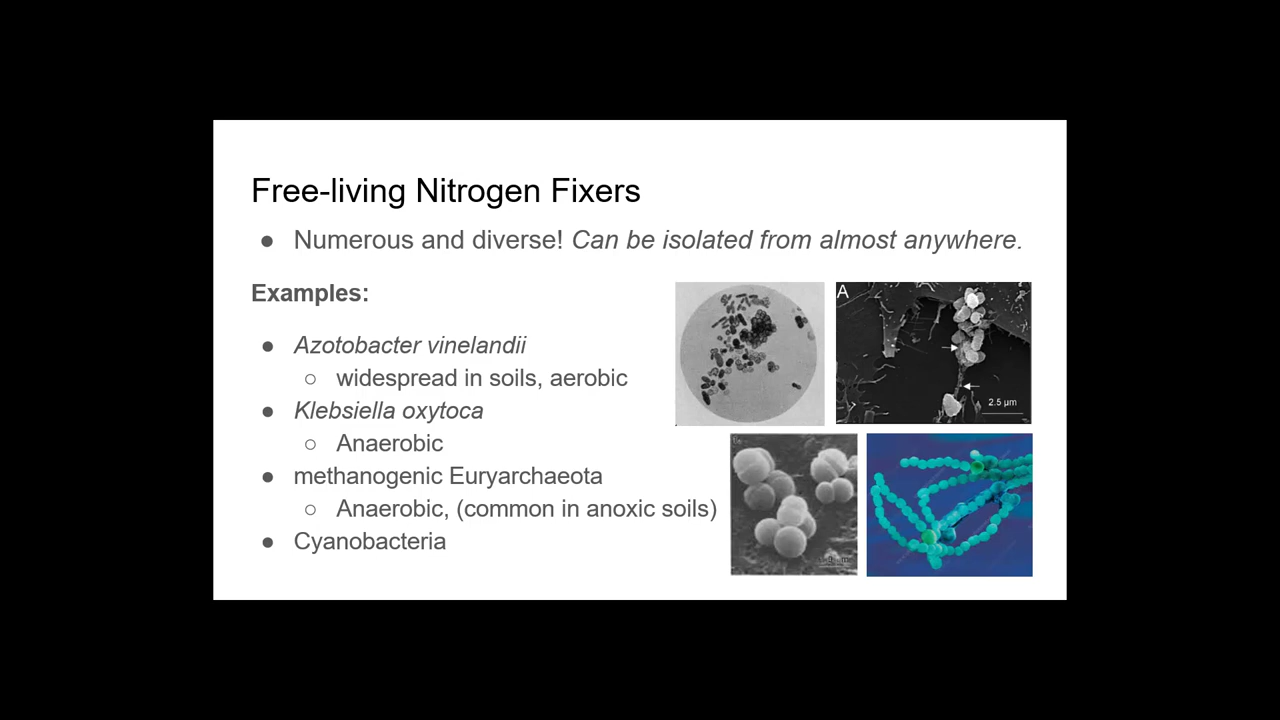 Free-living Nitrogen Fixers
● Numerous and diverse! Can be isolated from almost anywhere.
Examples:
● Azotobacter vinelandii
○ widespread in soils, aerobic
● Klebsiella oxytoca
○ Anaerobic
● methanogenic Euryarchaeota
○ Anaerobic, (common in anoxic soils)
● Cyanobacteria
A
2.5 µm